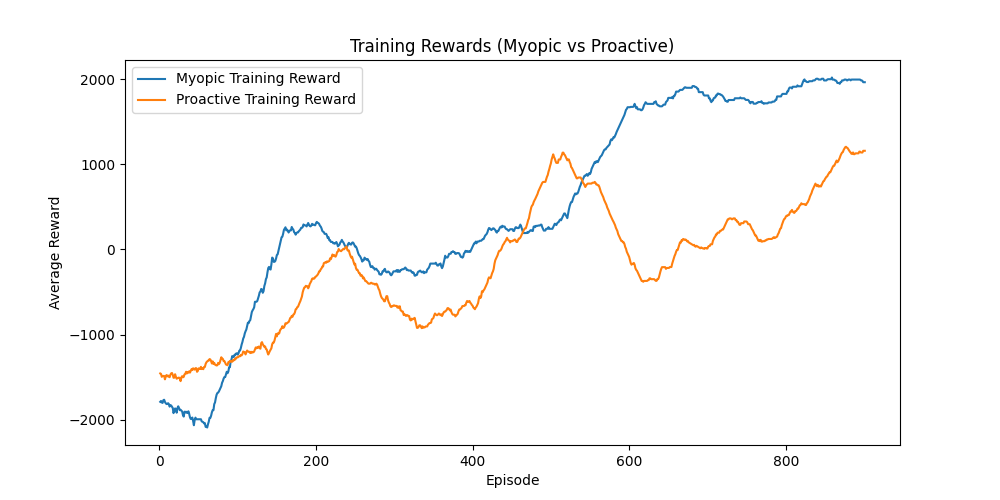 Training Rewards (Myopic vs Proactive)
Myopic Training Reward
Proactive Training Reward
Average Reward
2000
1000
0
−1000
−2000
0 200 400 600 800
Episode